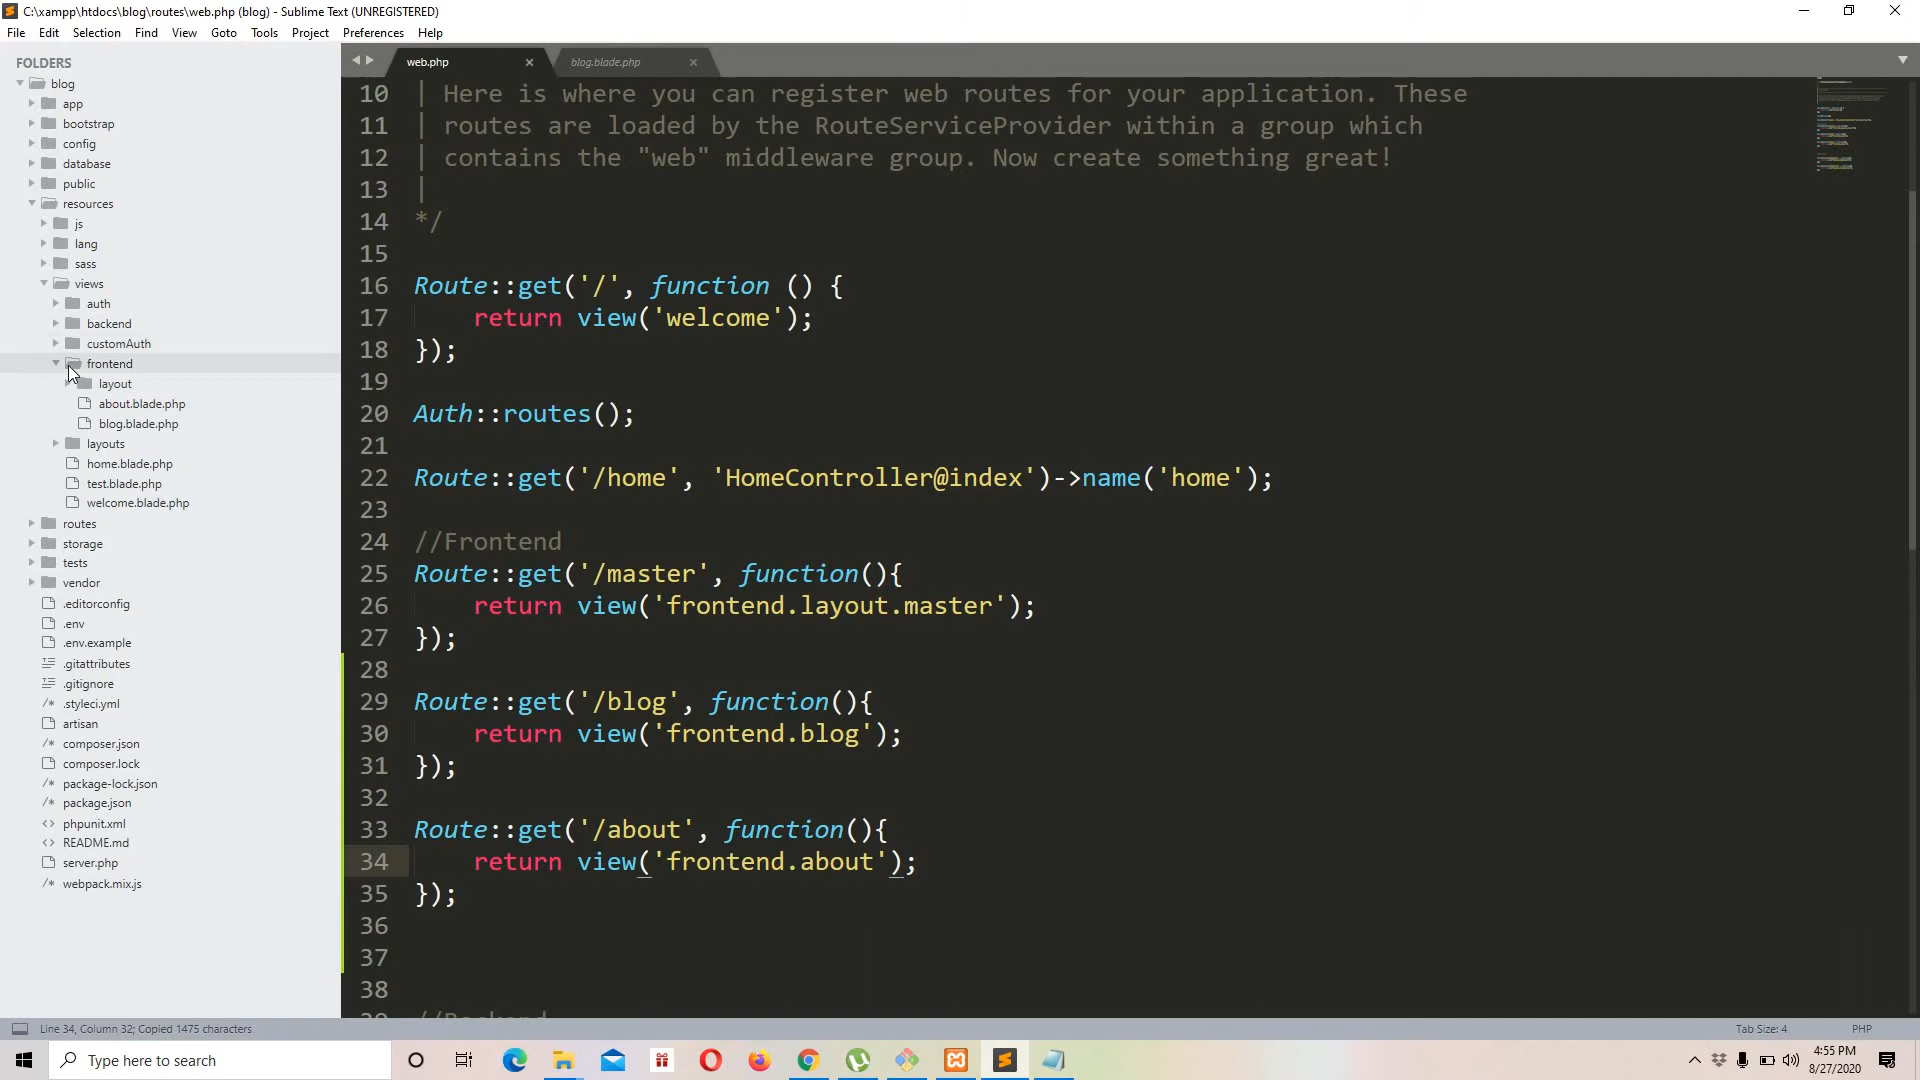 C:\xampp\htdocs\blog\routes\web.php (blog) - Sublime Text (UNREGISTERED)
File Edit Selection Find View Goto Tools Project Preferences Help
FOLDERS
blog
app
bootstrap
config
database
public
resources
js
lang
sass
views
auth
backend
customAuth
frontend
layout
about.blade.php
blog.blade.php
layouts
home.blade.php
test.blade.php
welcome.blade.php
routes
storage
tests
vendor
.editorconfig
.env
.env.example
.gitattributes
.gitignore
.styleci.yml
artisan
composer.json
composer.lock
package-lock.json
package.json
phpunit.xml
README.md
server.php
webpack.mix.js
web.php
blog.blade.php
10 | Here is where you can register web routes for your application. These
11 | routes are loaded by the RouteServiceProvider within a group which
12 | contains the "web" middleware group. Now create something great!
13 |
14 */
15
16 Route::get('/', function () {
17     return view('welcome');
18 });
19
20 Auth::routes();
21
22 Route::get('/home', 'HomeController@index')->name('home');
23
24 //Frontend
25 Route::get('/master', function(){
26     return view('frontend.layout.master');
27 });
28
29 Route::get('/blog', function(){
30     return view('frontend.blog');
31 });
32
33 Route::get('/about', function(){
34     return view('frontend.about');
35 });
36
37
38
//Backend
Line 34, Column 32; Copied 1475 characters
Tab Size: 4
PHP
Type here to search
4:55 PM
8/27/2020